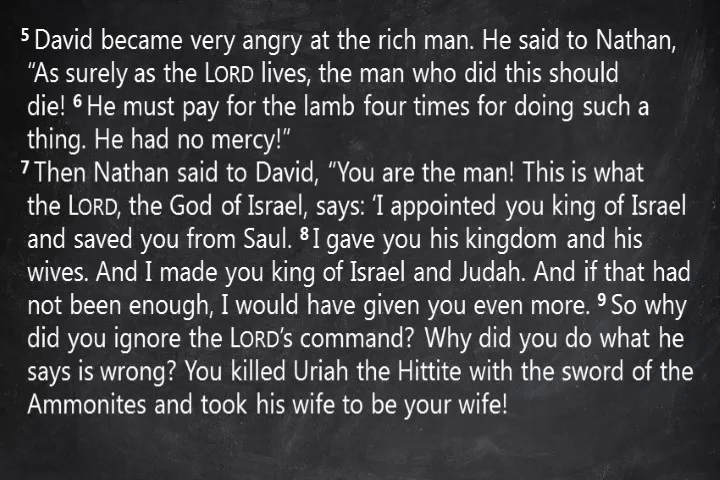 5 David became very angry at the rich man. He said to Nathan,
“As surely as the LORD lives, the man who did this should
die! 6 He must pay for the lamb four times for doing such a
thing. He had no mercy!”
7 Then Nathan said to David, “You are the man! This is what
the LORD, the God of Israel, says: ‘I appointed you king of Israel
and saved you from Saul. 8 I gave you his kingdom and his
wives. And I made you king of Israel and Judah. And if that had
not been enough, I would have given you even more. 9 So why
did you ignore the LORD’s command? Why did you do what he
says is wrong? You killed Uriah the Hittite with the sword of the
Ammonites and took his wife to be your wife!